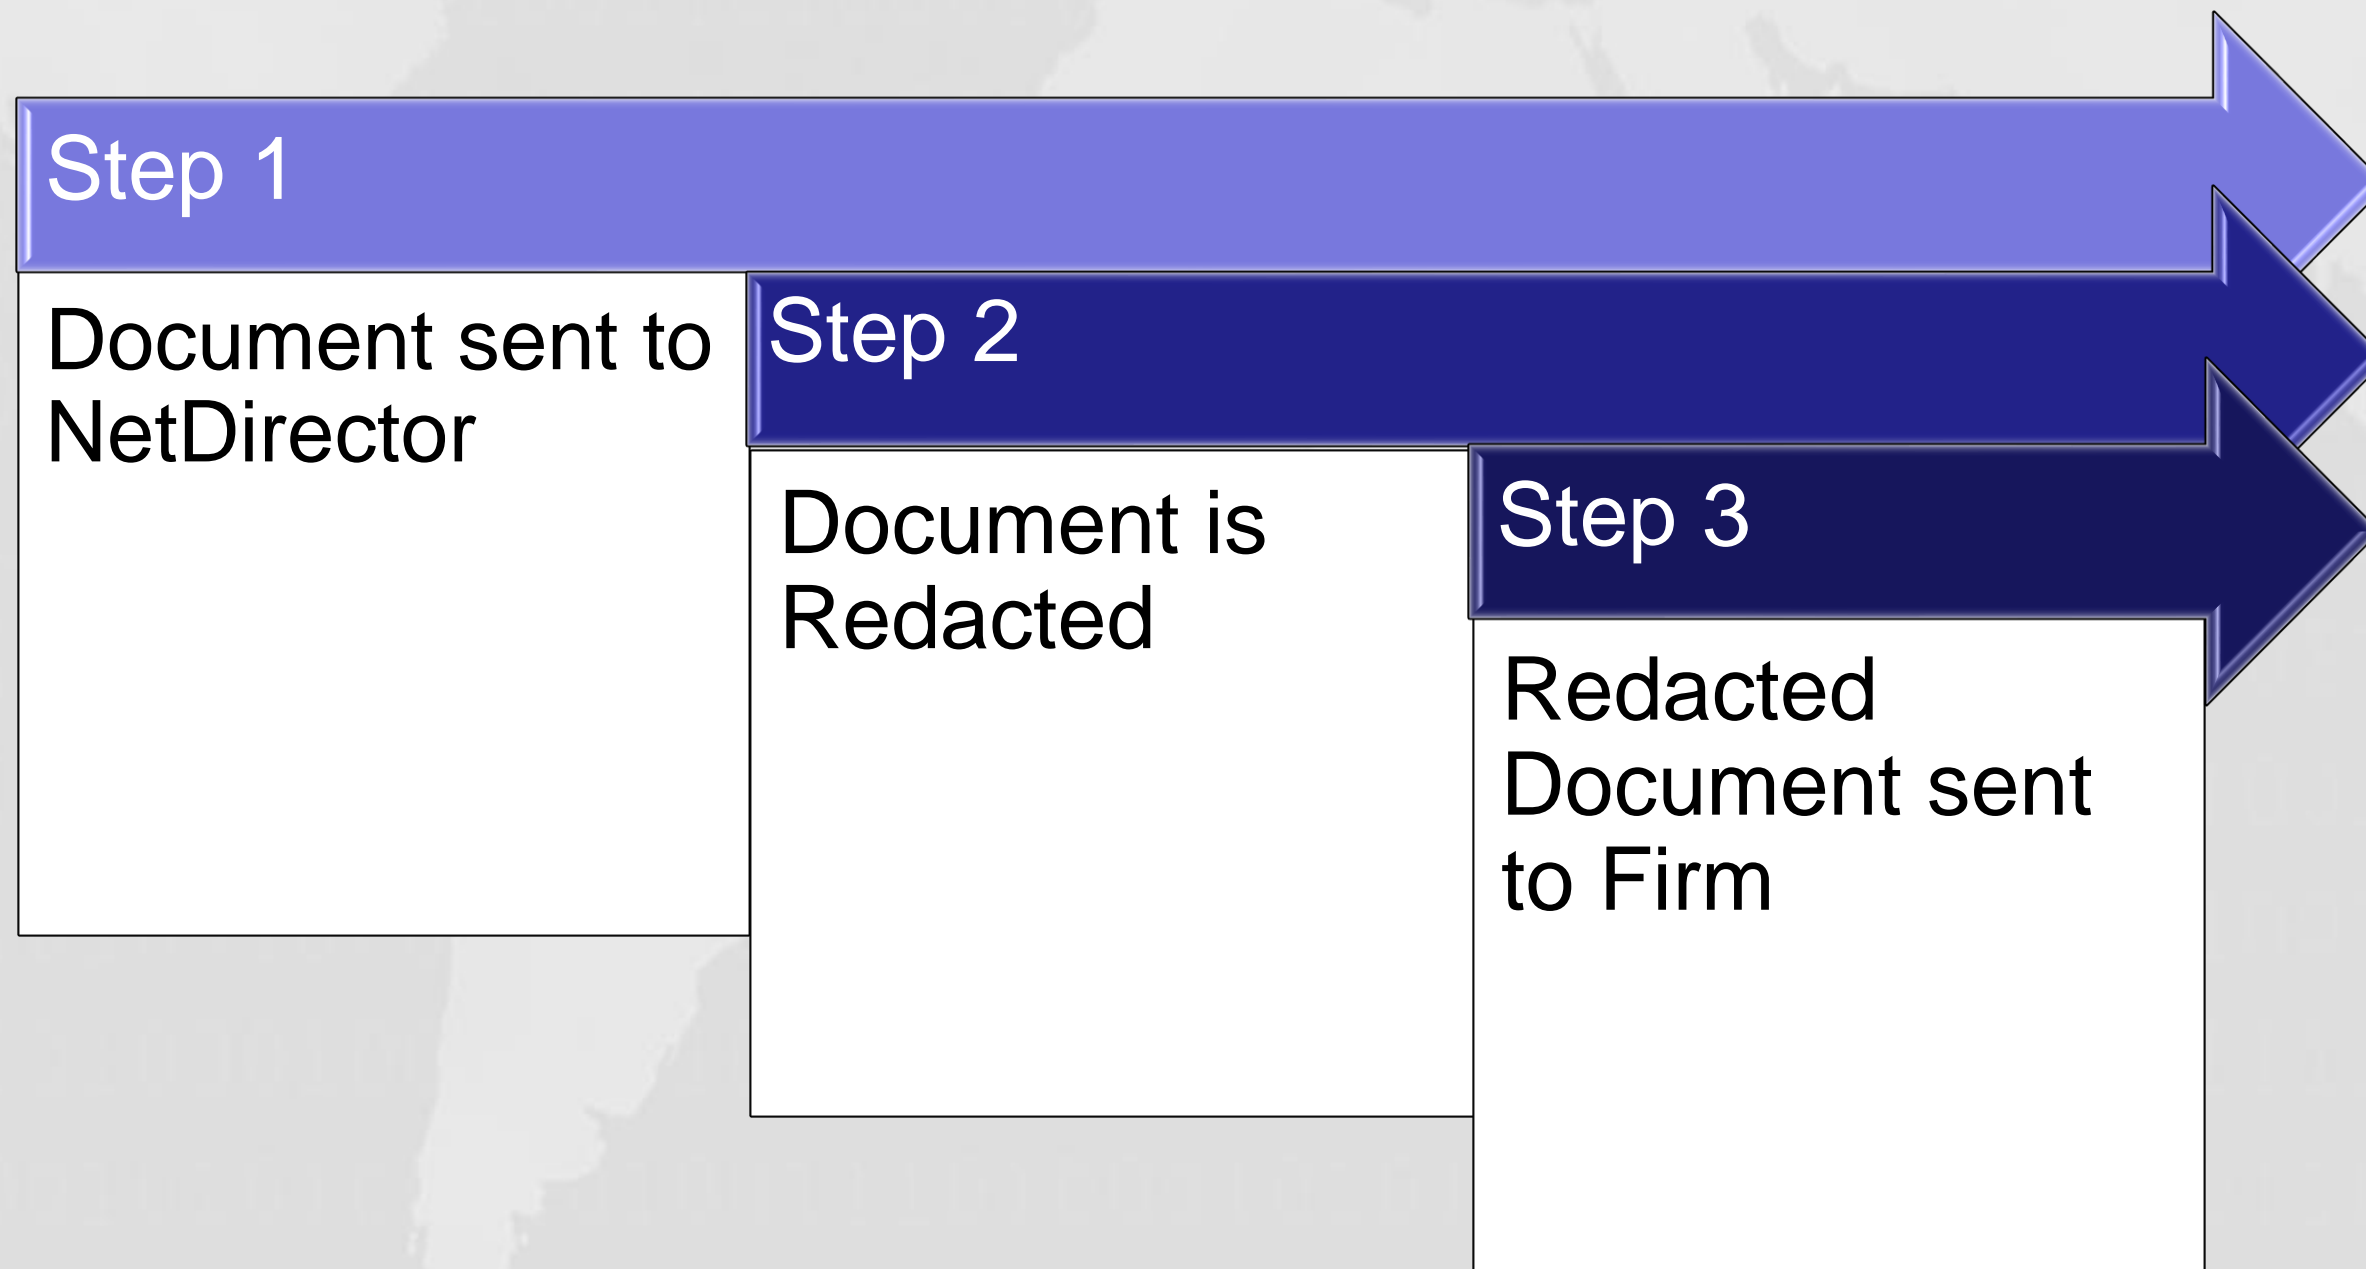 Step 1
Document sent to
NetDirector
Step 2
Document is
Redacted
Step 3
Redacted
Document sent
to Firm